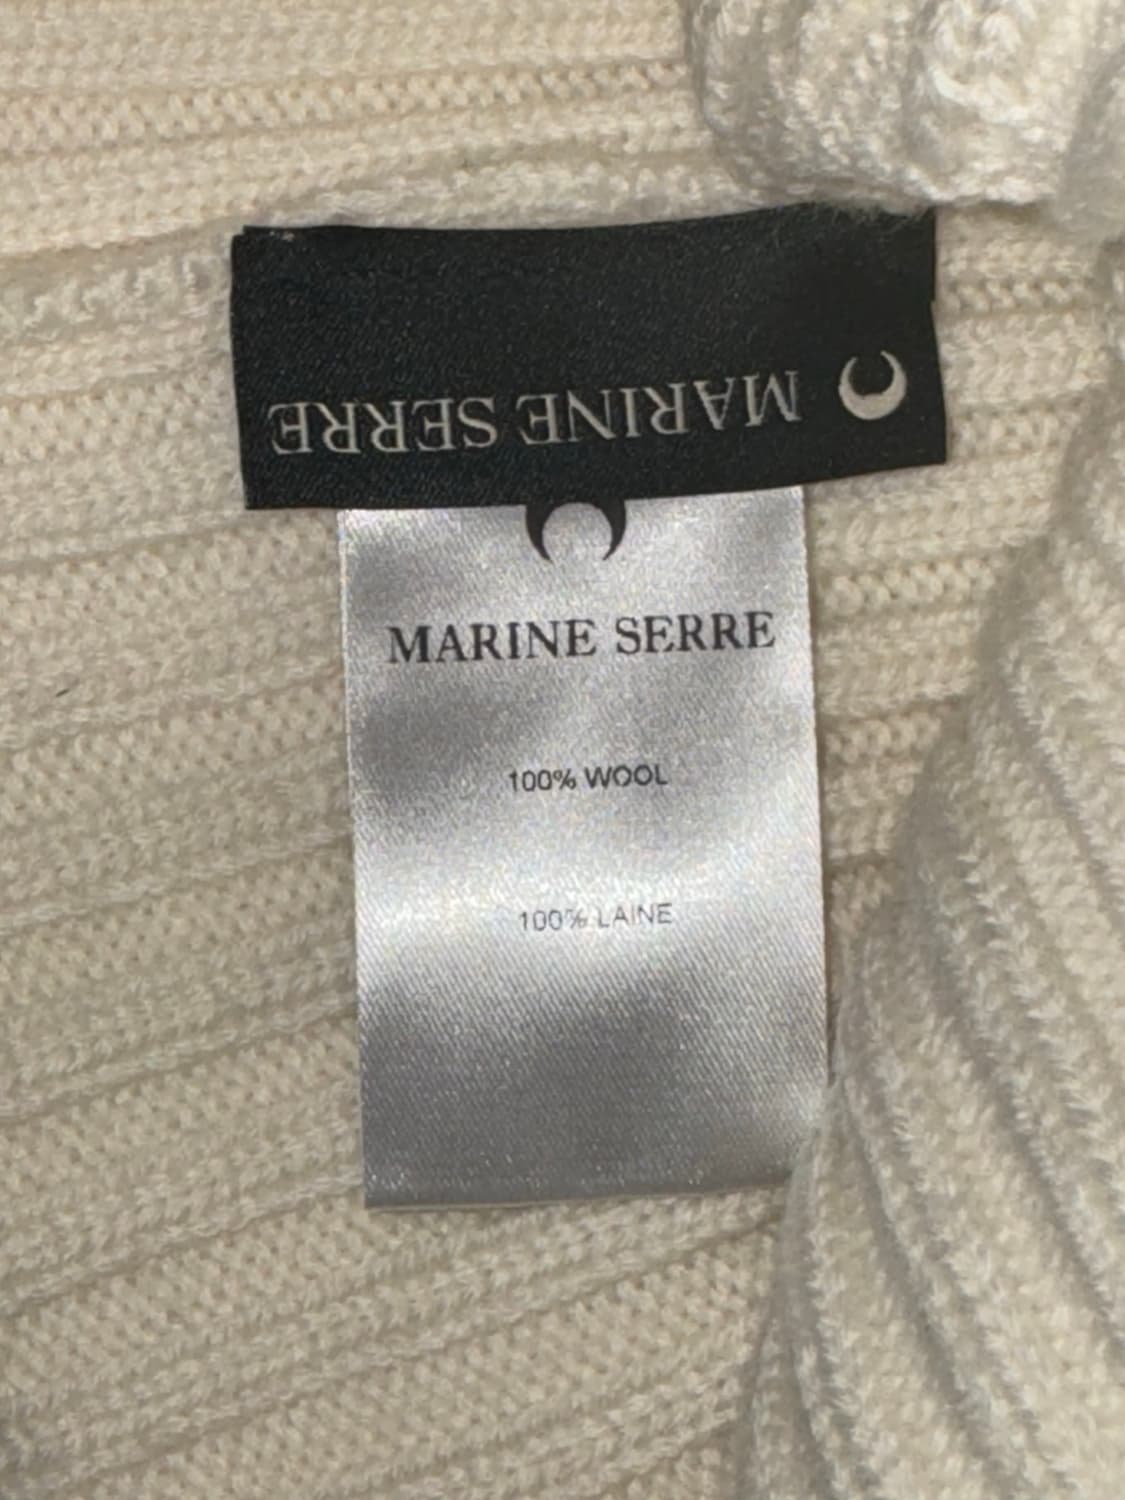 MARINE SERRE
MARINE SERRE
100% WOOL
100% LAINE